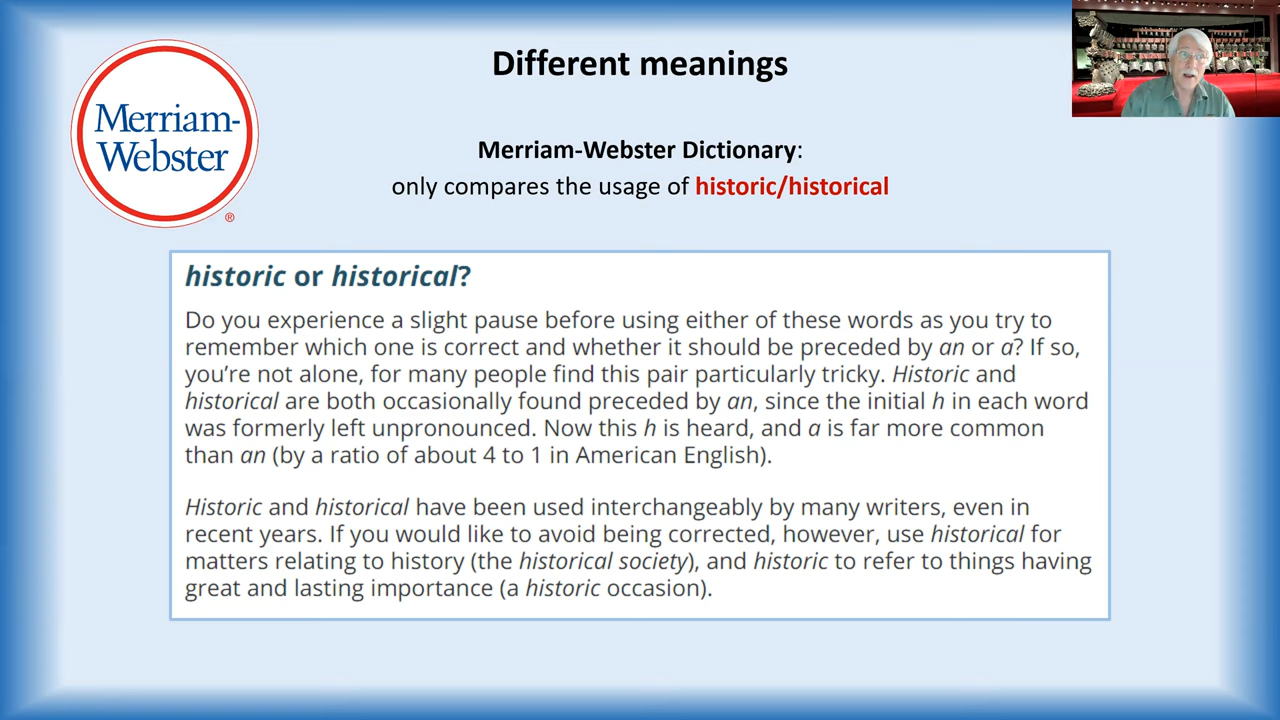 Different meanings
Merriam-
Webster
®
Merriam-Webster Dictionary:
only compares the usage of historic/historical
historic or historical?
Do you experience a slight pause before using either of these words as you try to
remember which one is correct and whether it should be preceded by an or a? If so,
you’re not alone, for many people find this pair particularly tricky. Historic and
historical are both occasionally found preceded by an, since the initial h in each word
was formerly left unpronounced. Now this h is heard, and a is far more common
than an (by a ratio of about 4 to 1 in American English).
Historic and historical have been used interchangeably by many writers, even in
recent years. If you would like to avoid being corrected, however, use historical for
matters relating to history (the historical society), and historic to refer to things having
great and lasting importance (a historic occasion).